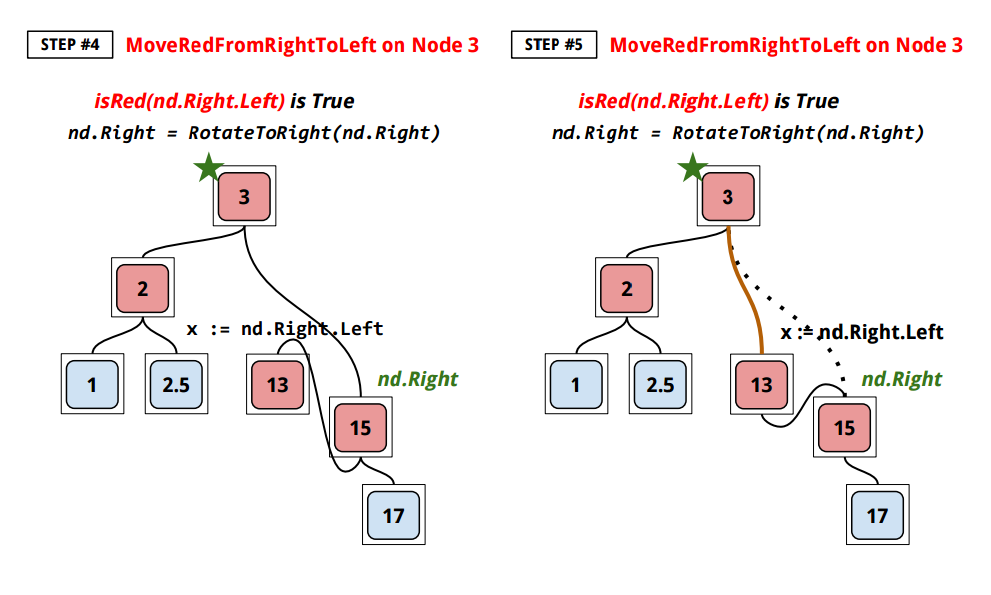 STEP #4
MoveRedFromRightToLeft on Node 3
isRed(nd.Right.Left) is True
nd.Right = RotateToRight(nd.Right)
3
2
x := nd.Right.Left
1
2.5
13
nd.Right
15
17
STEP #5
MoveRedFromRightToLeft on Node 3
isRed(nd.Right.Left) is True
nd.Right = RotateToRight(nd.Right)
3
2
x := nd.Right.Left
1
2.5
13
nd.Right
15
17